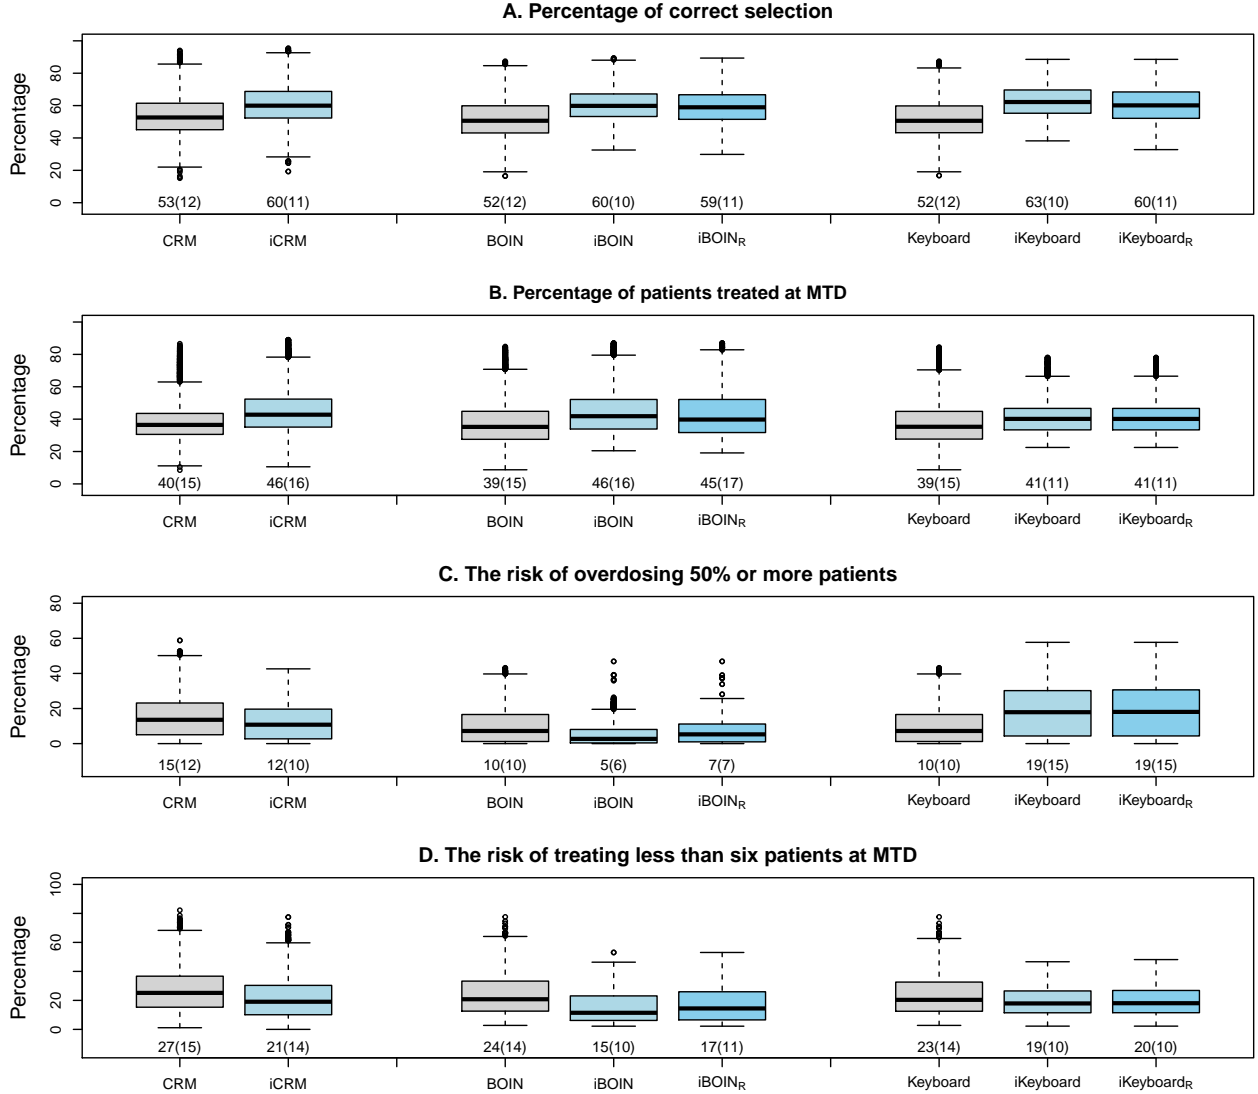 A. Percentage of correct selection
Percentage
0 20 40 60 80
53(12) 60(11) 52(12) 60(10) 59(11) 52(12) 63(10) 60(11)
CRM iCRM BOIN iBOIN iBOINR Keyboard iKeyboard iKeyboardR
B. Percentage of patients treated at MTD
Percentage
0 20 40 60 80
40(15) 46(16) 39(15) 46(16) 45(17) 39(15) 41(11) 41(11)
CRM iCRM BOIN iBOIN iBOINR Keyboard iKeyboard iKeyboardR
C. The risk of overdosing 50% or more patients
Percentage
0 20 40 60 80
15(12) 12(10) 10(10) 5(6) 7(7) 10(10) 19(15) 19(15)
CRM iCRM BOIN iBOIN iBOINR Keyboard iKeyboard iKeyboardR
D. The risk of treating less than six patients at MTD
Percentage
0 20 40 60 100
27(15) 21(14) 24(14) 15(10) 17(11) 23(14) 19(10) 20(10)
CRM iCRM BOIN iBOIN iBOINR Keyboard iKeyboard iKeyboardR